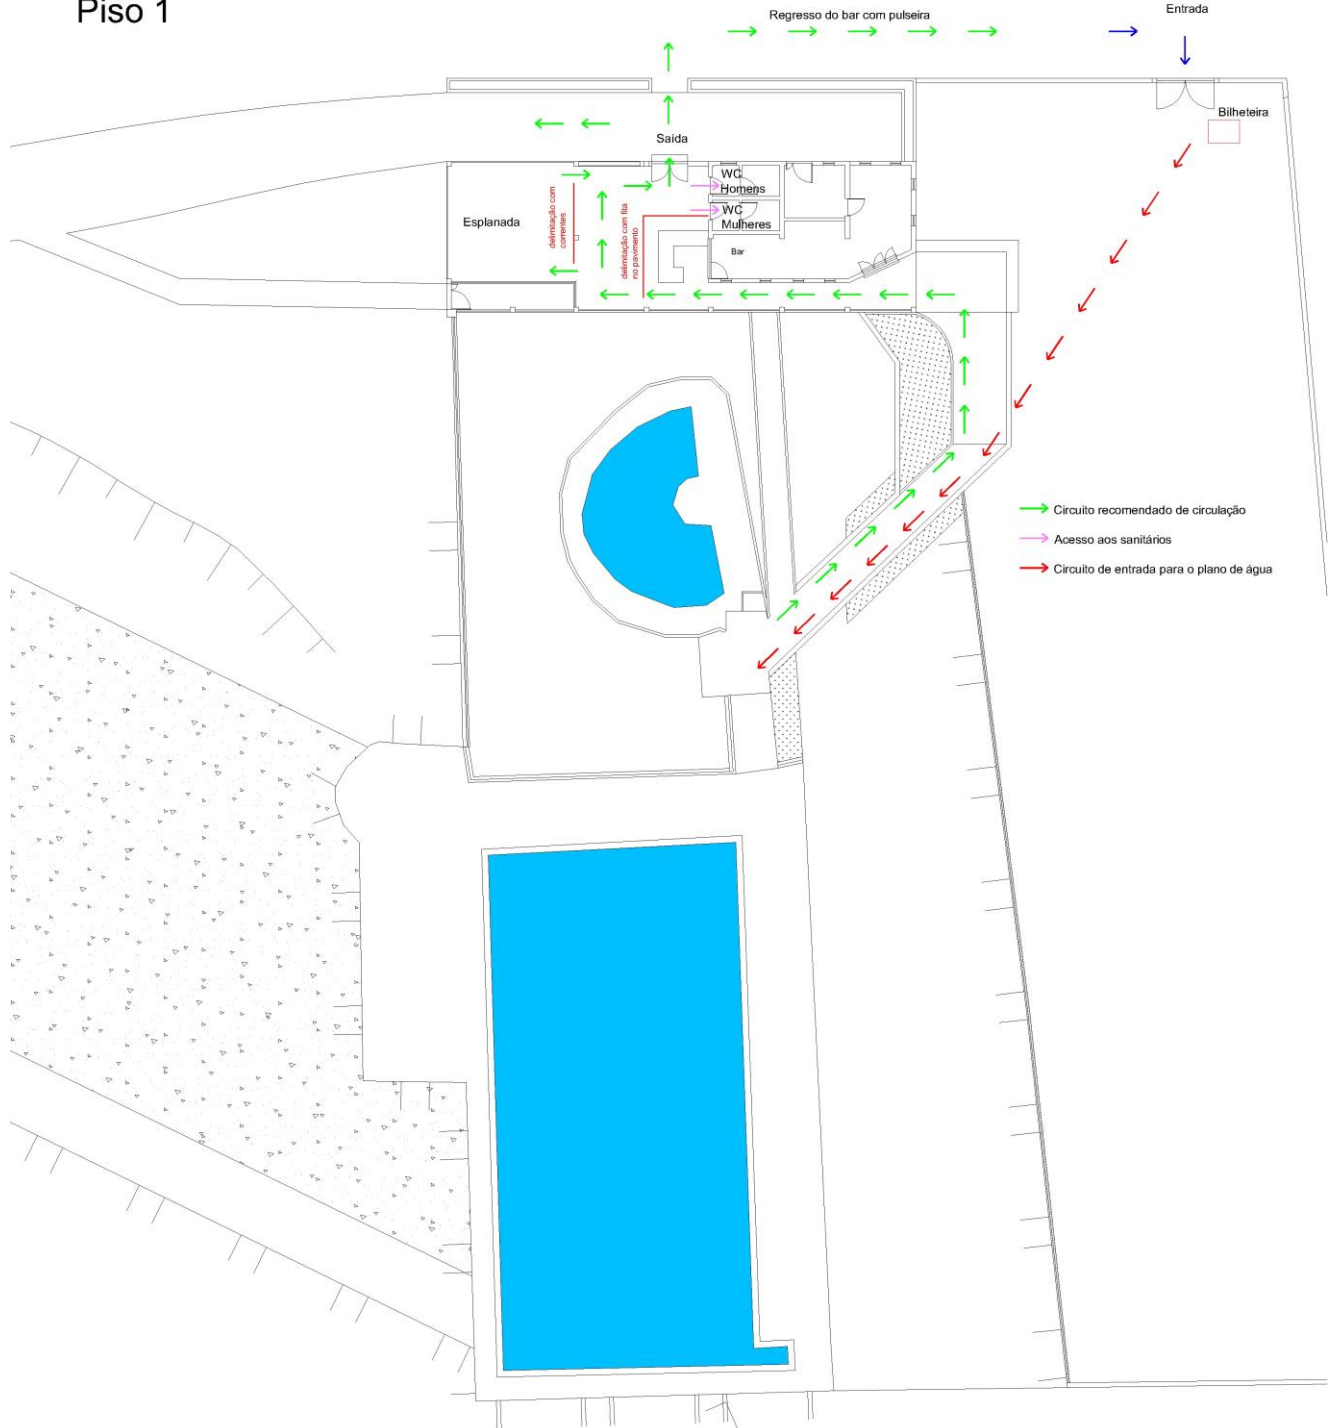 Piso 1
Regresso do bar com pulseira
Entrada
Bilheteira
Saída
WC
Homens
WC
Mulheres
Esplanada
delimitação com
correntes
delimitação com fita
no pavimento
Bar
Circuito recomendado de circulação
Acesso aos sanitários
Circuito de entrada para o plano de água